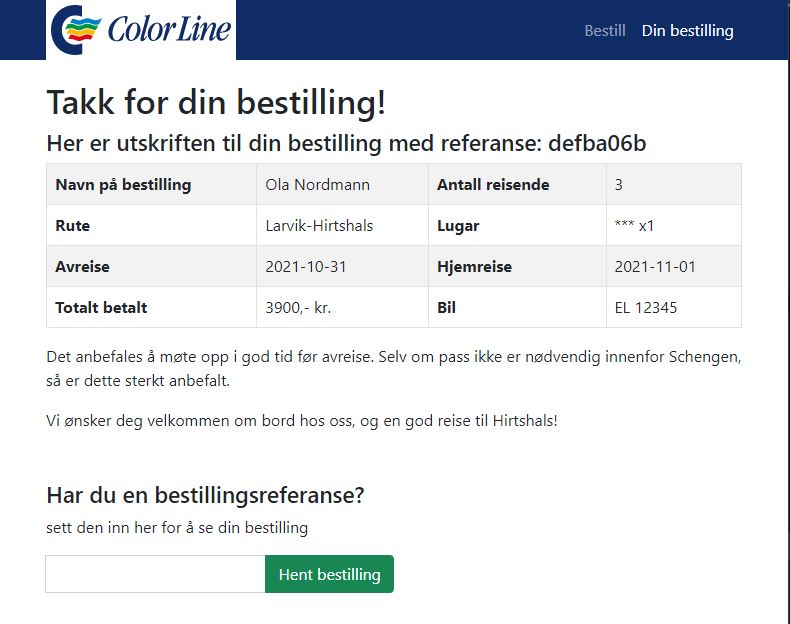 Color Line
Bestill Din bestilling
Takk for din bestilling!
Her er utskriften til din bestilling med referanse: defba06b
Navn på bestilling Ola Nordmann Antall reisende 3
Rute Larvik-Hirtshals Lugar *** x1
Avreise 2021-10-31 Hjemreise 2021-11-01
Totalt betalt 3900,- kr. Bil EL 12345
Det anbefales å møte opp i god tid før avreise. Selv om pass ikke er nødvendig innenfor Schengen,
så er dette sterkt anbefalt.
Vi ønsker deg velkommen om bord hos oss, og en god reise til Hirtshals!
Har du en bestillingsreferanse?
sett den inn her for å se din bestilling
Hent bestilling